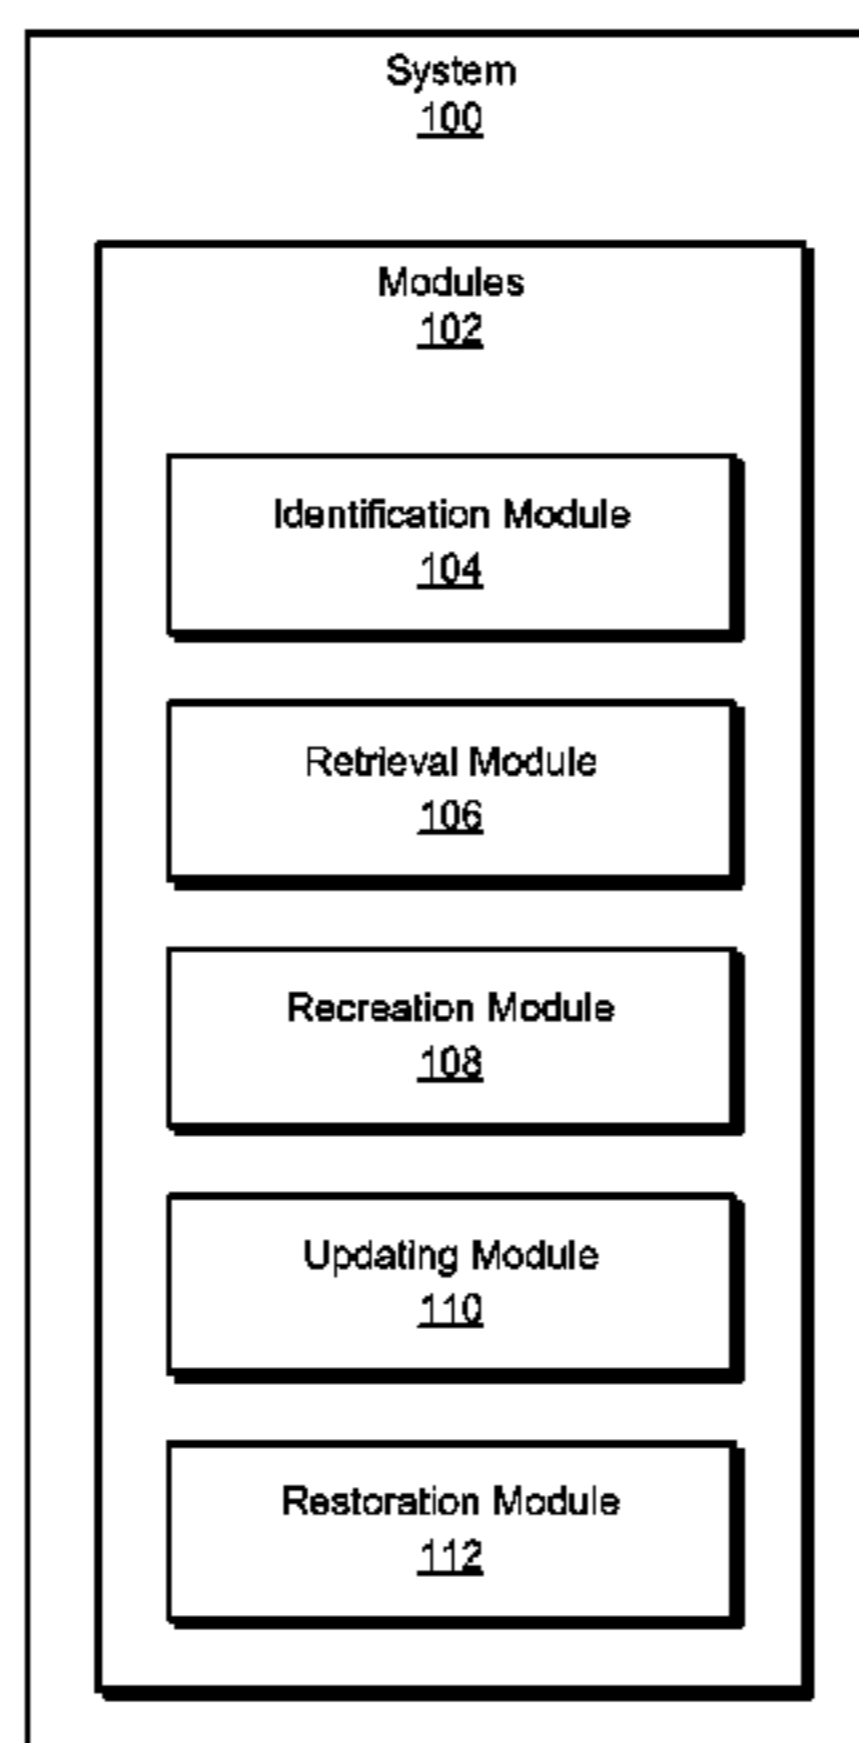 System
100
Modules
102
Identification Module
104
Retrieval Module
106
Recreation Module
108
Updating Module
110
Restoration Module
112